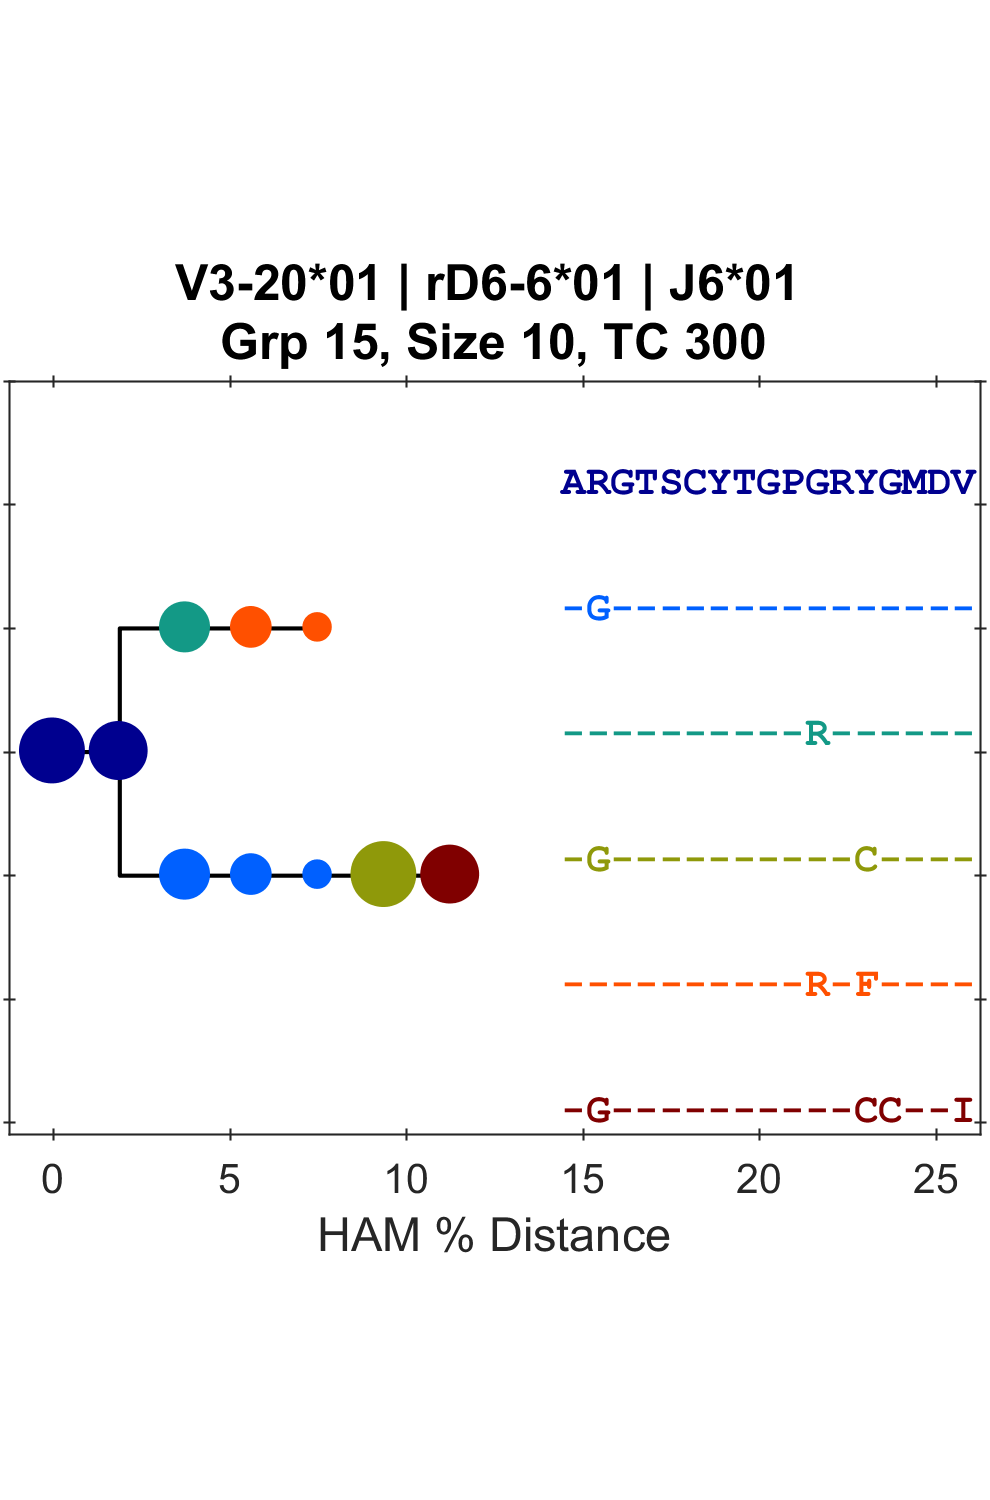 V3-20*01 | rD6-6*01 | J6*01
Grp 15, Size 10, TC 300
ARGTSCYTGPGRYGMDV
-G---------------
----------R------
-G----------C----
----------R-F----
-G----------CC--I
0 5 10 15 20 25
HAM % Distance